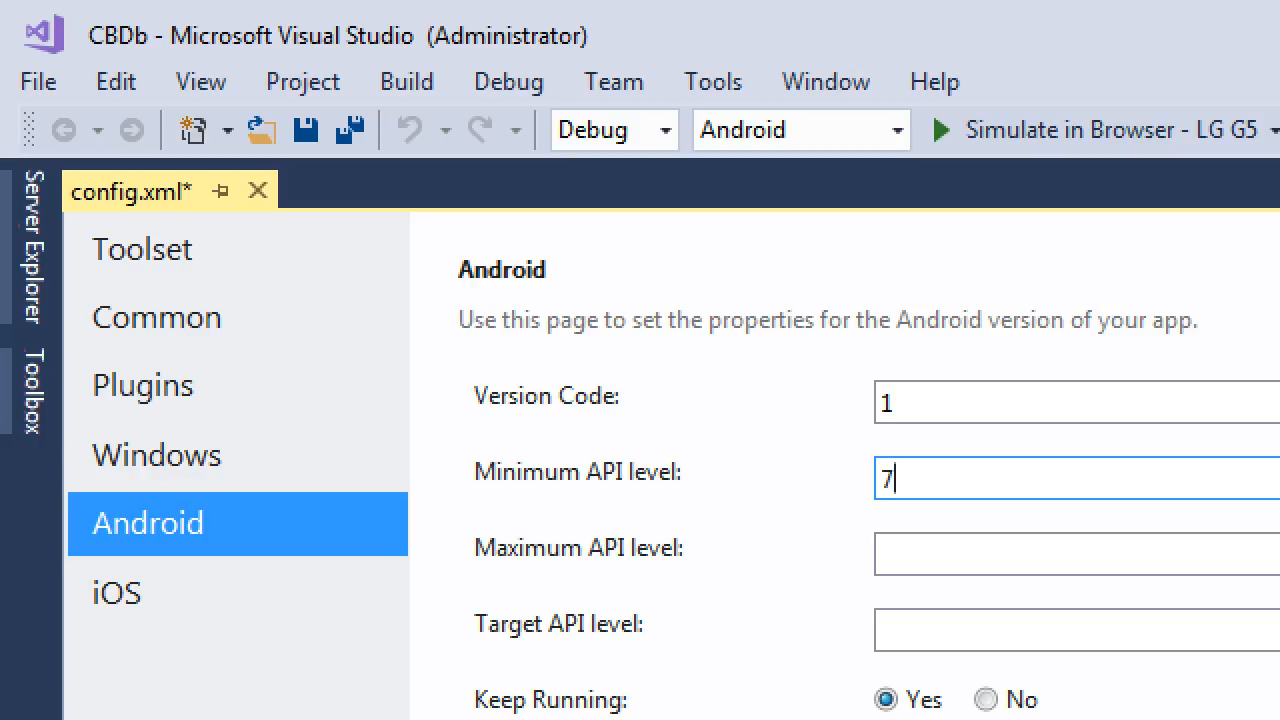 CBDb - Microsoft Visual Studio (Administrator)
File Edit View Project Build Debug Team Tools Window Help
Debug Android Simulate in Browser - LG G5
Server Explorer
Toolbox
config.xml*
Toolset
Common
Plugins
Windows
Android
iOS
Android
Use this page to set the properties for the Android version of your app.
Version Code: 1
Minimum API level: 7
Maximum API level:
Target API level:
Keep Running: Yes No